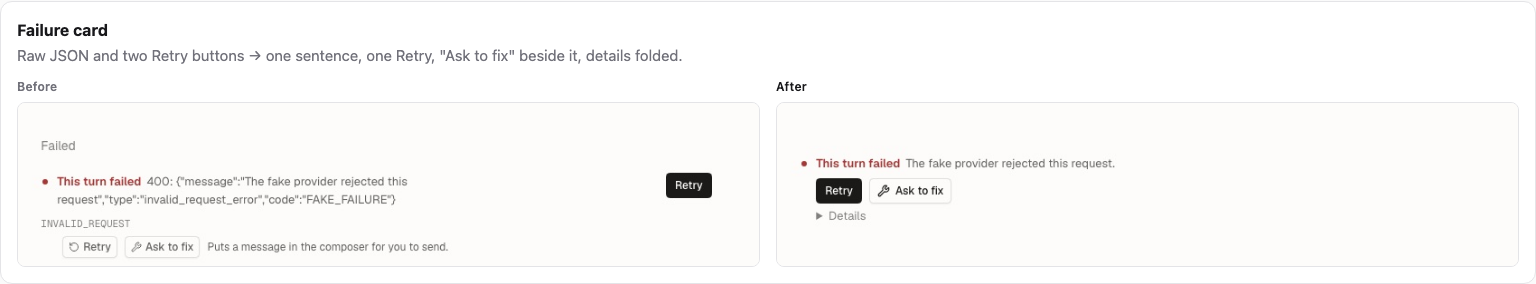 Failure card
Raw JSON and two Retry buttons → one sentence, one Retry, "Ask to fix" beside it, details folded.
Before
Failed
This turn failed 400: {"message":"The fake provider rejected this
request","type":"invalid_request_error","code":"FAKE_FAILURE"}
Retry
INVALID_REQUEST
Retry Ask to fix Puts a message in the composer for you to send.
After
This turn failed The fake provider rejected this request.
Retry Ask to fix
Details